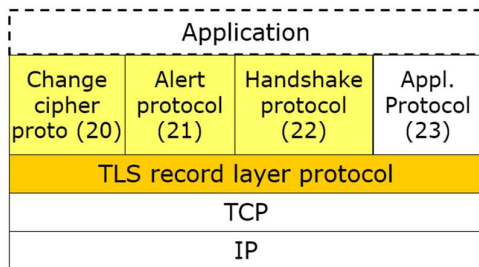 Application
Change
cipher
proto (20)
Alert
protocol
(21)
Handshake
protocol
(22)
Appl.
Protocol
(23)
TLS record layer protocol
TCP
IP